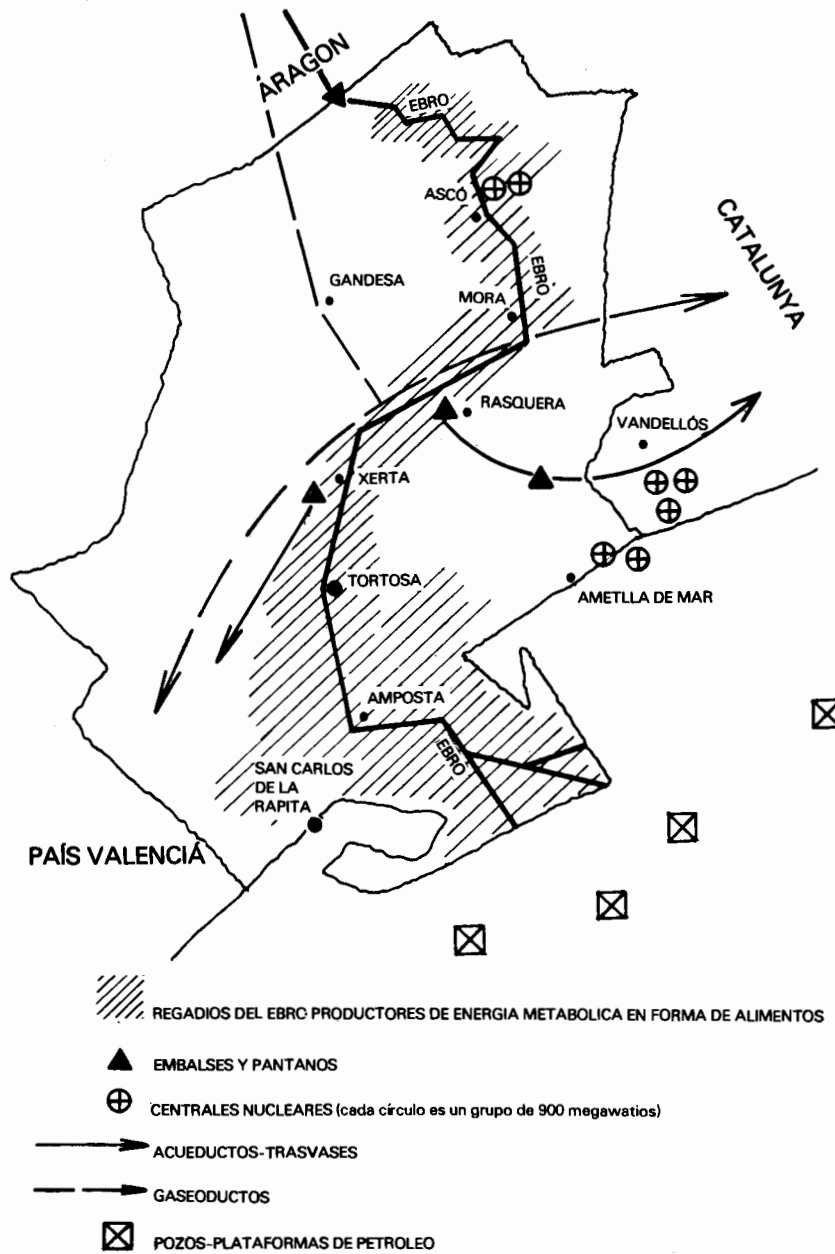 ARAGON
EBRO
ASCÓ
CATALUNYA
GANDESA
EBRO
MORA
RASQUERA
VANDELLÓS
XERTA
TORTOSA
AMETLLA DE MAR
AMPOSTA
EBRO
SAN CARLOS
DE LA
RAPITA
PAÍS VALENCIÁ
REGADIOS DEL EBRO PRODUCTORES DE ENERGIA METABOLICA EN FORMA DE ALIMENTOS
EMBALSES Y PANTANOS
CENTRALES NUCLEARES (cada círculo es un grupo de 900 megawatios)
ACUEDUCTOS-TRASVASES
GASEODUCTOS
POZOS-PLATAFORMAS DE PETROLEO